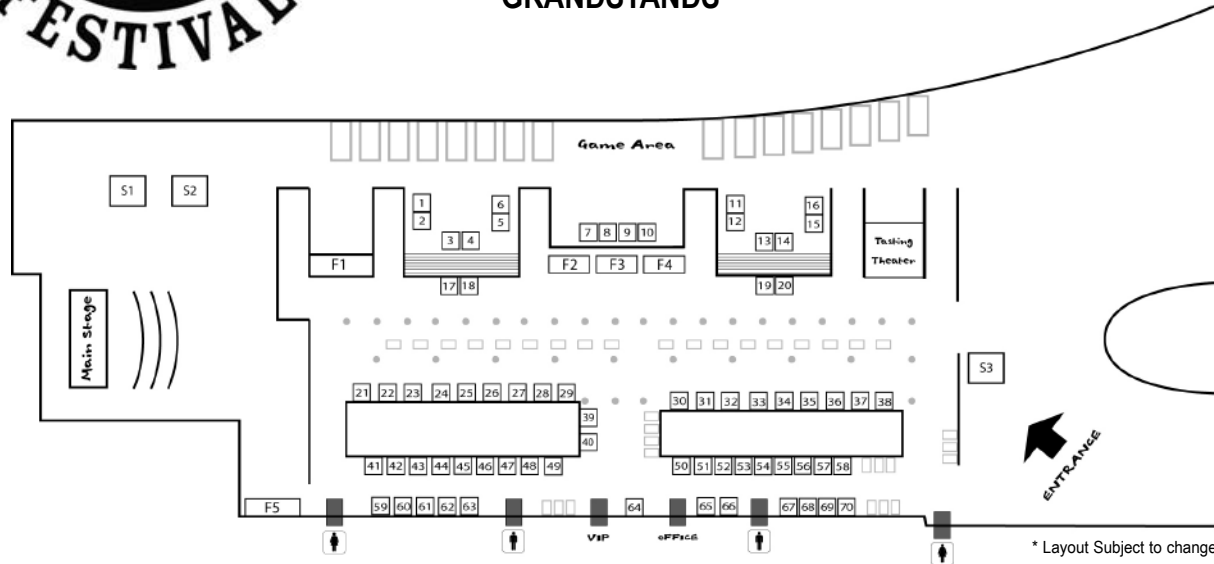 GRANDSTANDS
FESTIVAL
Game Area
S1 S2
1 6 11 16
2 5 12 15
3 4 7 8 9 10 13 14
Tasting
Theater
F1 F2 F3 F4
17 18 19 20
Main Stage
S3
21 22 23 24 25 26 27 28 29 30 31 32 33 34 35 36 37 38
39
40
ENTRANCE
41 42 43 44 45 46 47 48 49 50 51 52 53 54 55 56 57 58
F5 59 60 61 62 63 64 65 66 67 68 69 70
VIP OFFICE
* Layout Subject to change